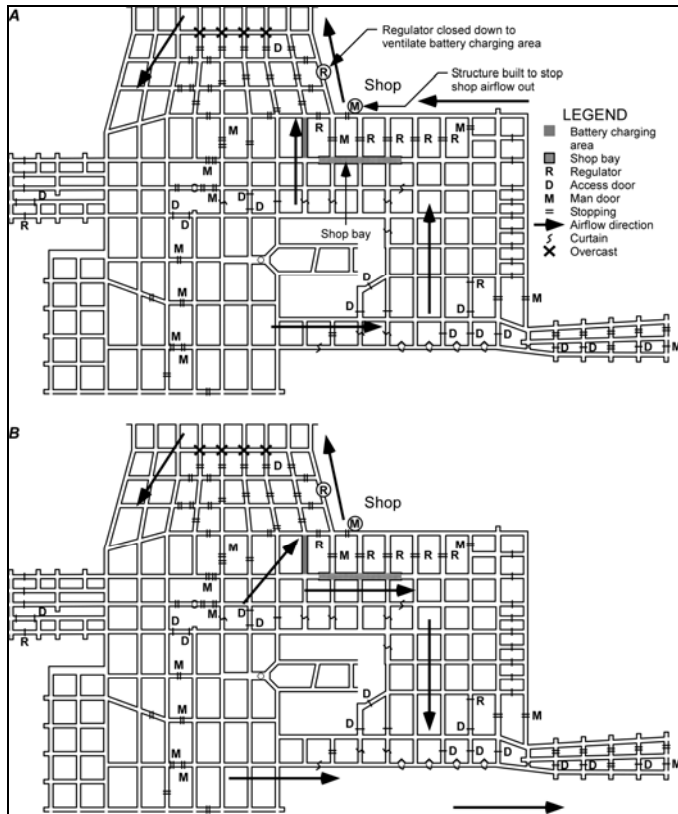 A
Regulator closed down to
ventilate battery charging area
D
R
Shop
Structure built to stop
shop airflow out
M
LEGEND
Battery charging
area
Shop bay
R Regulator
D Access door
M Man door
Stopping
Airflow direction
Curtain
Overcast
M R M R R R R M
M
D M D D
R D D
Shop bay
M
D
M D R M
M D D D
M D D D M
B
D
R
Shop
M
M R M R R R R M
M
D M D D
R D D
M
D
M D R M
M D D D
M D D D M